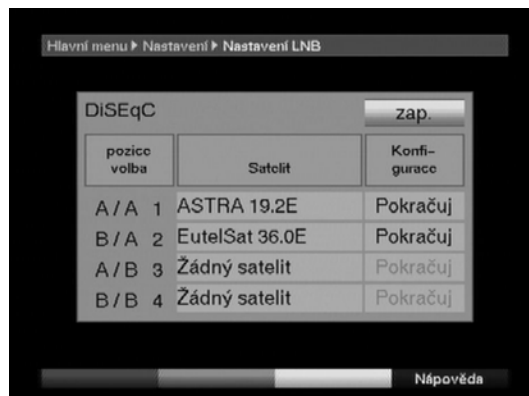 Hlavní menu ▶ Nastavení ▶ Nastavení LNB
DiSEqC zap.
pozice volba Satelit Konfi- gurace
A/A 1 ASTRA 19.2E Pokračuj
B/A 2 EutelSat 36.0E Pokračuj
A/B 3 Žádný satelit Pokračuj
B/B 4 Žádný satelit Pokračuj
Nápověda